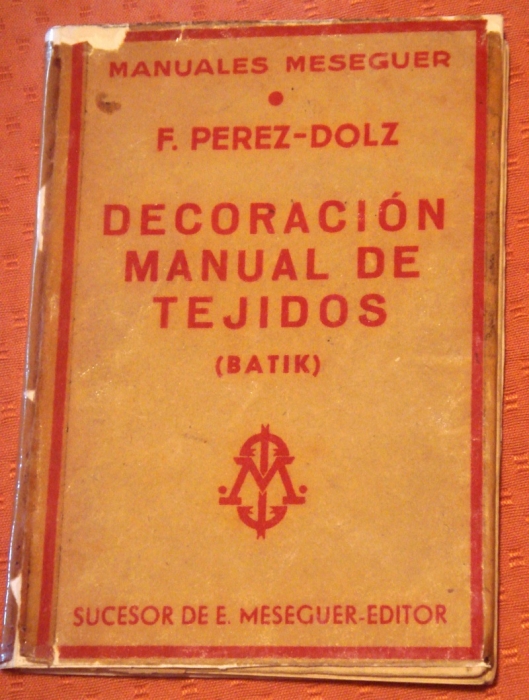 MANUALES MESEGUER
F. PEREZ-DOLZ
DECORACIÓN
MANUAL DE
TEJIDOS
(BATIK)
.M.
SUCESOR DE E. MESEGUER-EDITOR